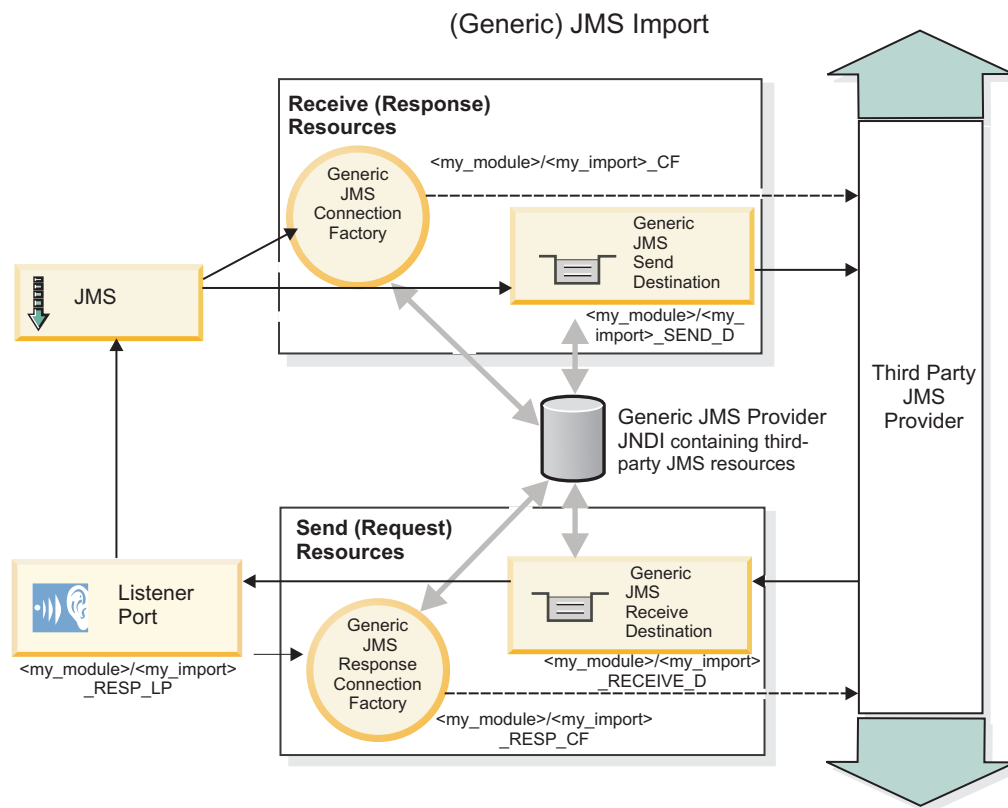 (Generic) JMS Import
Receive (Response)
Resources
Generic
JMS
Connection
Factory
<my_module>/<my_import>_CF
Generic
JMS
Send
Destination
<my_module>/<my_
import>_SEND_D
JMS
Third Party
JMS
Provider
Generic JMS Provider
JNDI containing third-
party JMS resources
Send (Request)
Resources
Listener
Port
<my_module>/<my_import>
_RESP_LP
Generic
JMS
Receive
Destination
<my_module>/<my_import>
_RECEIVE_D
Generic
JMS
Response
Connection
Factory
<my_module>/<my_import>
_RESP_CF